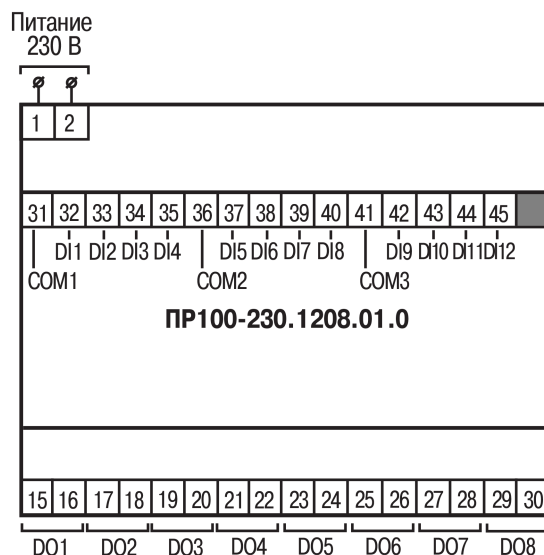 Питание
230 В
1 2
31 32 33 34 35 36 37 38 39 40 41 42 43 44 45
DI1 DI2 DI3 DI4 DI5 DI6 DI7 DI8 DI9 DI10 DI11 DI12
COM1 COM2 COM3
ПР100-230.1208.01.0
15 16 17 18 19 20 21 22 23 24 25 26 27 28 29 30
DO1 DO2 DO3 DO4 DO5 DO6 DO7 DO8